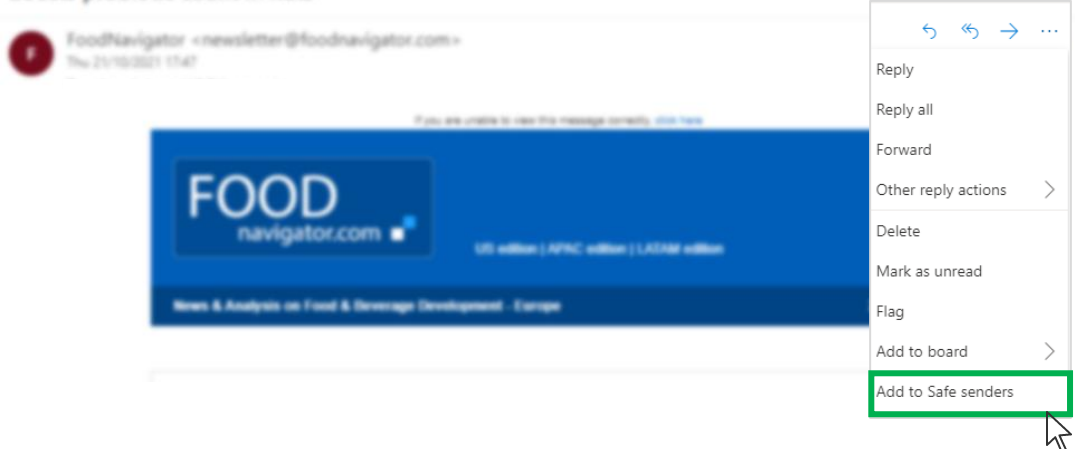 F
FoodNavigator <newsletter@foodnavigator.com>
Thu 21/10/2021 17:47
If you are unable to view this message correctly, click here
FOOD
navigator.com
US edition | APAC edition | LATAM edition
News & Analysis on Food & Beverage Development - Europe
Reply
Reply all
Forward
Other reply actions
Delete
Mark as unread
Flag
Add to board
Add to Safe senders